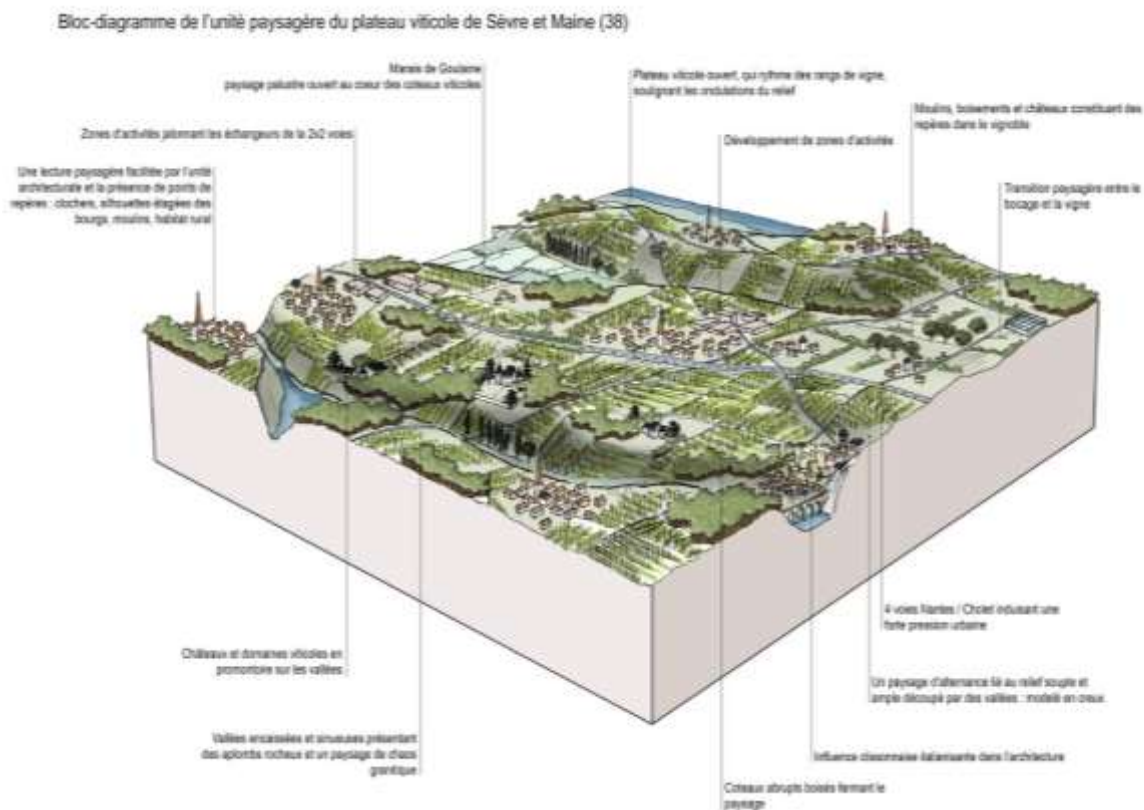 Bloc-diagramme de l'unité paysagère du plateau viticole de Sèvre et Maine (38)
Marais de Goulaine
paysage palustre ouvert au coeur des coteaux viticoles
Plateau viticole ouvert, qui rythme des rangs de vigne,
soulignant les ondulations du relief
Moulins, boisements et châteaux constituant des
repères dans le vignoble
Zones d'activités jalonnant les échangeurs de la 2x2 voies
Développement de zones d'activités
Une lecture paysagère facilitée par l'unité
architecturale et la présence de points de
repères : clochers, silhouettes étagées des
bourgs, moulins, habitat rural
Transition paysagère entre le
bocage et la vigne
4 voies Nantes / Cholet induisant une
forte pression urbaine
Châteaux et domaines viticoles en
promontoire sur les vallées
Un paysage d'alternance lié au relief souple et
ample découpé par des vallées : modelé en creux
Vallées encaissées et sinueuses présentant
des aplombs rocheux et un paysage de chaos
granitique
Influence clissonnaise italianisante dans l'architecture
Coteaux abrupts boisés fermant le
paysage